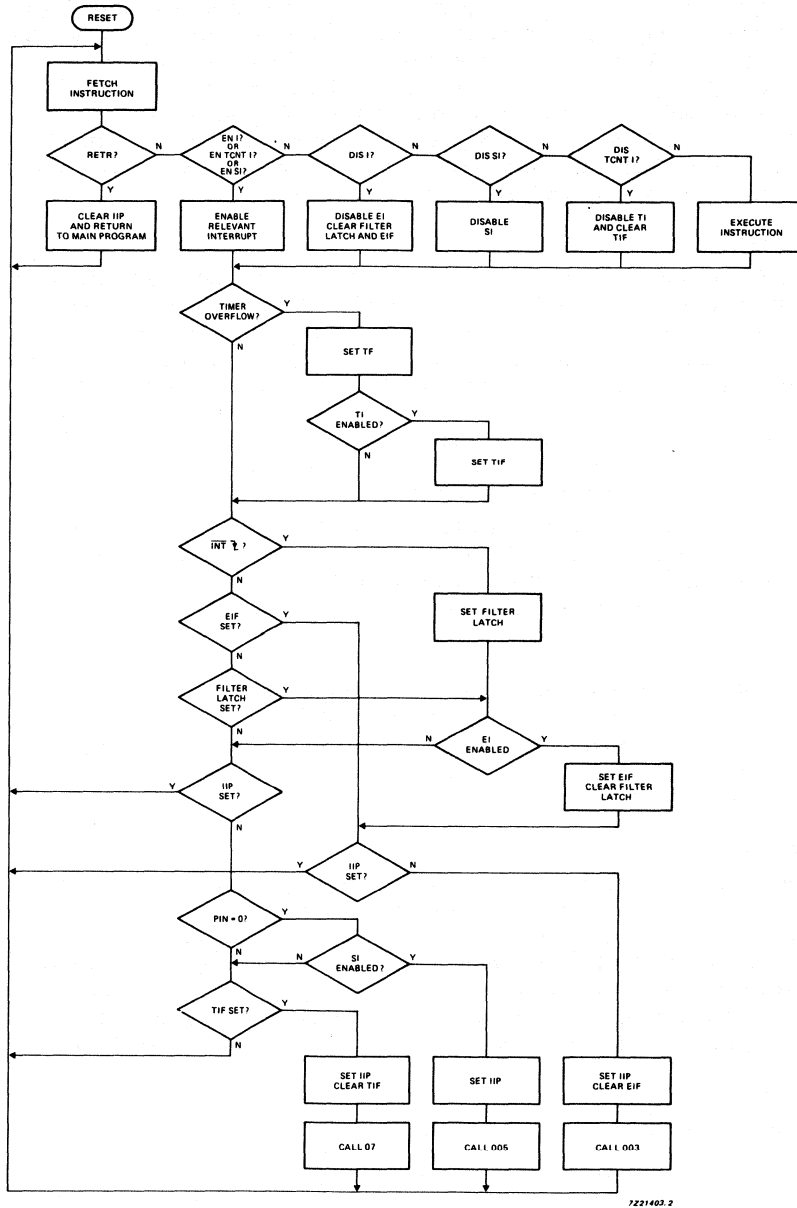 RESET
FETCH
INSTRUCTION
RETR?
N
Y
EN I?
OR
EN TCNT I?
OR
EN SI?
N
Y
DIS I?
N
Y
DIS SI?
N
Y
DIS
TCNT I?
N
Y
CLEAR IIP
AND RETURN
TO MAIN PROGRAM
ENABLE
RELEVANT
INTERRUPT
DISABLE EI
CLEAR FILTER
LATCH AND EIF
DISABLE
SI
DISABLE TI
AND CLEAR
TIF
EXECUTE
INSTRUCTION
TIMER
OVERFLOW?
Y
N
SET TF
TI
ENABLED?
Y
N
SET TIF
INT ?
Y
N
SET FILTER
LATCH
EIF
SET?
Y
N
FILTER
LATCH
SET?
Y
N
EI
ENABLED
N
Y
SET EIF
CLEAR FILTER
LATCH
IIP
SET?
Y
N
IIP
SET?
Y
N
PIN = 0?
Y
N
SI
ENABLED?
N
Y
TIF SET?
Y
N
SET IIP
CLEAR TIF
SET IIP
SET IIP
CLEAR EIF
CALL 07
CALL 005
CALL 003
7Z21403.2